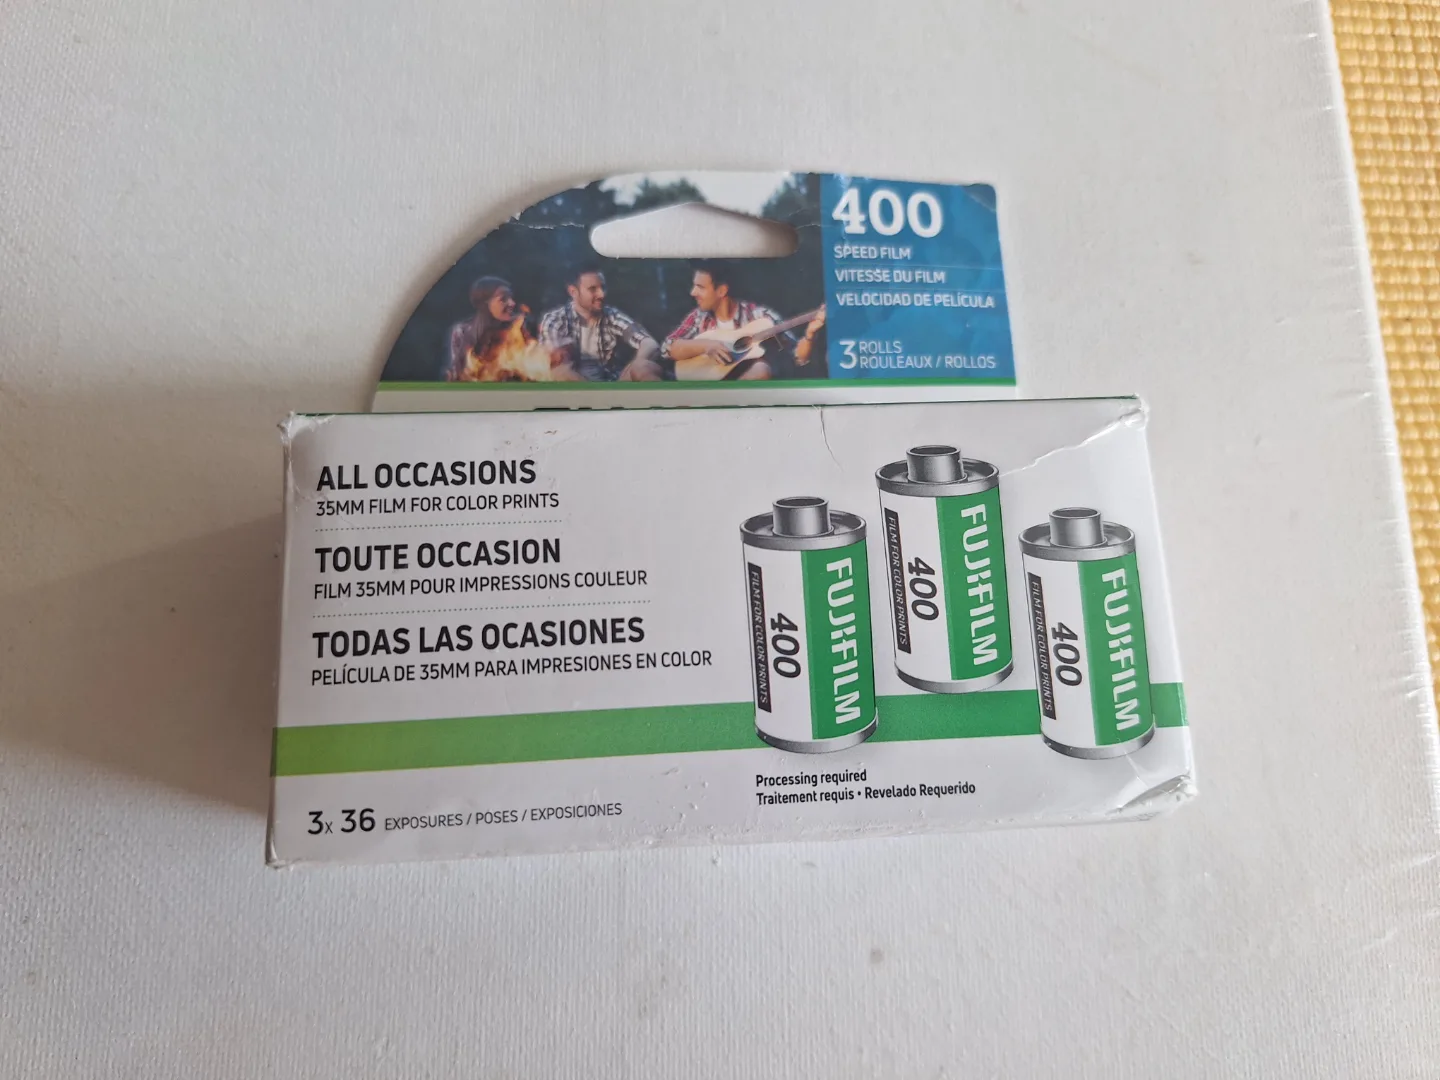 400
SPEED FILM
VITESSE DU FILM
VELOCIDAD DE PELÍCULA
3 ROLLS
ROULEAUX / ROLLOS
ALL OCCASIONS
35MM FILM FOR COLOR PRINTS
TOUTE OCCASION
FILM 35MM POUR IMPRESSIONS COULEUR
TODAS LAS OCASIONES
PELÍCULA DE 35MM PARA IMPRESIONES EN COLOR
3x 36 EXPOSURES / POSES / EXPOSICIONES
FUJIFILM
400
FILM FOR COLOR PRINTS
FUJIFILM
400
FILM FOR COLOR PRINTS
FUJIFILM
400
FILM FOR COLOR PRINTS
Processing required
Traitement requis • Revelado Requerido